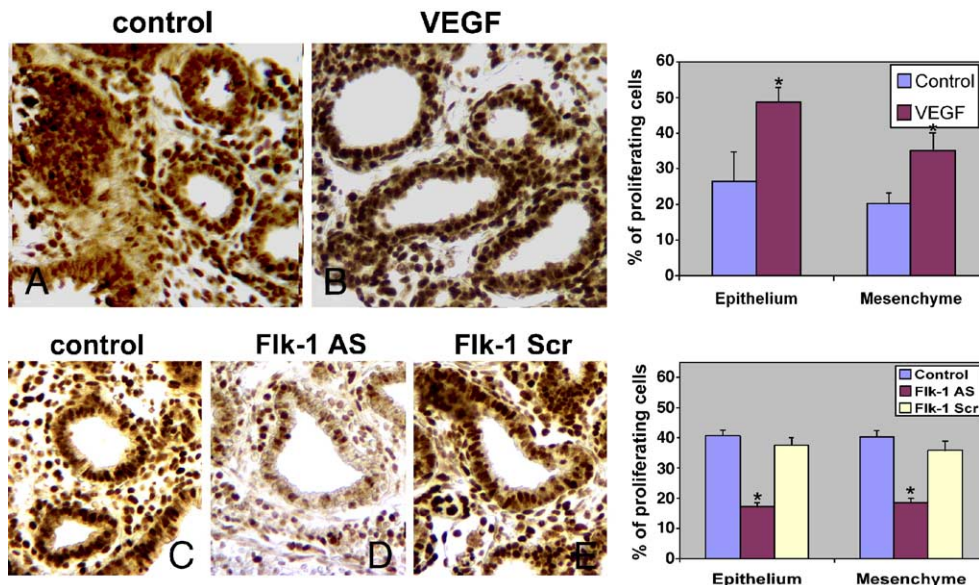 control
VEGF
A
B
% of proliferating cells
60
50
40
30
20
10
0
*
*
Control
VEGF
Epithelium
Mesenchyme
control
Flk-1 AS
Flk-1 Scr
C
D
E
% of proliferating cells
60
50
40
30
20
10
0
*
*
Control
Flk-1 AS
Flk-1 Scr
Epithelium
Mesenchyme